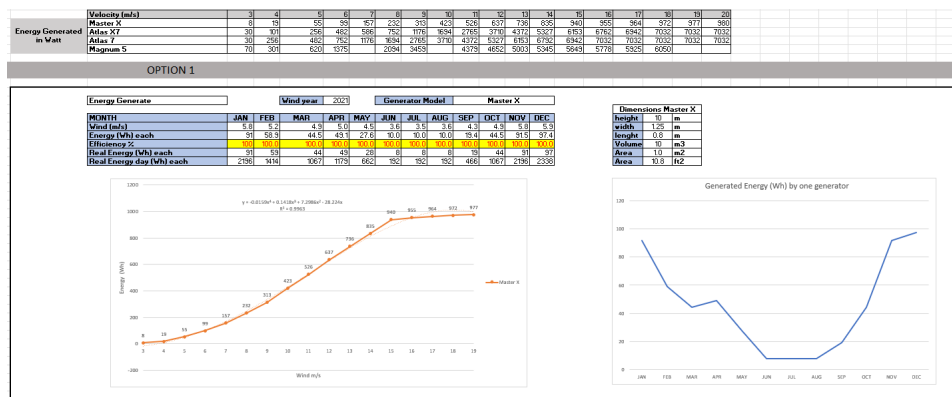 Velocity (m/s) 3 4 5 6 7 8 9 10 11 12 13 14 15 16 17 18 19 20
Energy Generated in Watt
Master X 8 19 55 99 157 232 313 423 526 637 736 835 940 955 964 972 977 980
Atlas X7 30 101 256 482 586 752 1176 1694 2765 3710 4372 5327 6153 6762 6942 7032 7032 7032
Atlas 7 30 256 482 752 1176 1694 2765 3710 4372 5327 6153 6792 6942 7032 7032 7032 7032 7032
Magnum 5 70 301 620 1375 2094 3459 4379 4652 5003 5345 5649 5778 5925 6050
OPTION 1
Energy Generate Wind year 2021 Generator Model Master X
MONTH JAN FEB MAR APR MAY JUN JUL AUG SEP OCT NOV DEC
Wind (m/s) 5.8 5.2 4.9 5.0 4.5 3.6 3.5 3.6 4.3 4.9 5.8 5.9
Energy (Wh) each 91 58.9 44.5 49.1 27.6 10.0 10.0 10.0 19.4 44.5 91.5 97.4
Efficiency % 100 100.0 100.0 100.0 100.0 100.0 100.0 100.0 100.0 100.0 100.0 100.0
Real Energy (Wh) each 91 59 44 49 28 8 8 8 19 44 91 97
Real Energy day (Wh) each 2196 1414 1067 1179 662 192 192 192 466 1067 2196 2338
Dimensions Master X
height 10 m
width 1.25 m
lenght 0.8 m
Volume 10 m3
Area 1.0 m2
Area 10.8 ft2
1200
1000
800
600
400
200
0
-200
Energy (Wh)
R² = 0.9963
8 19 55 99 157 232 313 423 526 637 736 835 940 955 964 972 977
3 4 5 6 7 8 9 10 11 12 13 14 15 16 17 18 19
Wind m/s
Master X
Generated Energy (Wh) by one generator
120
100
80
60
40
20
0
JAN FEB MAR APR MAY JUN JUL AUG SEP OCT NOV DEC